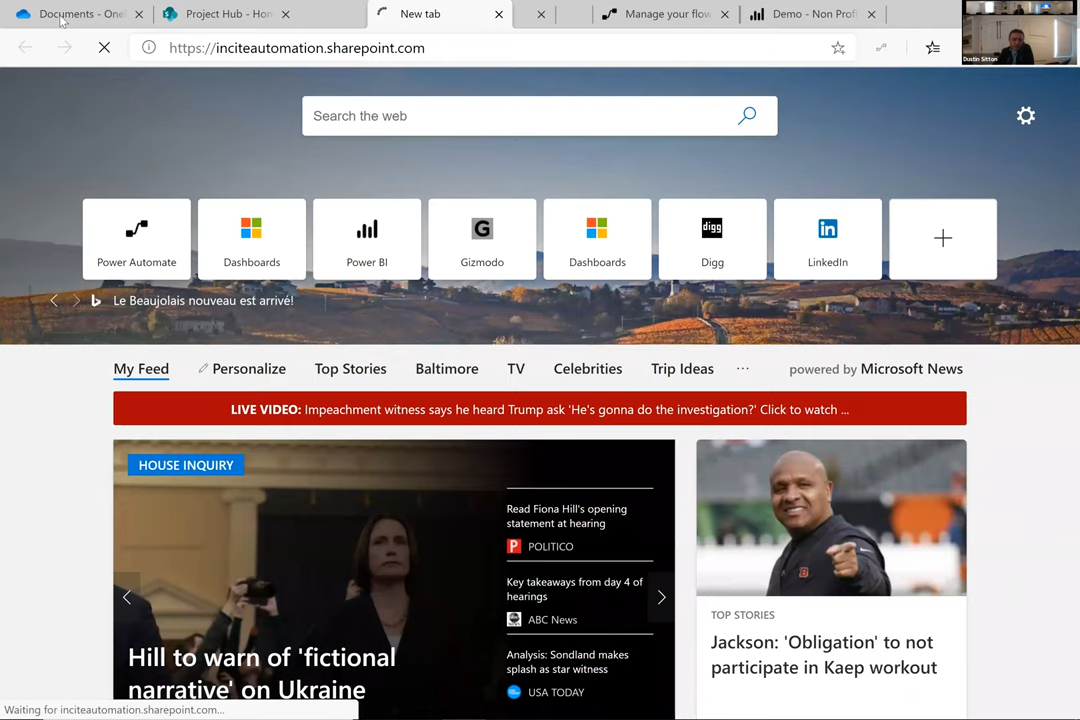 Documents - Onel
Project Hub - Hon
New tab
Manage your flow
Demo - Non Profi
https://inciteautomation.sharepoint.com
Dustin Sitton
Search the web
Power Automate
Dashboards
Power BI
G
Gizmodo
Dashboards
digg
Digg
in
LinkedIn
Le Beaujolais nouveau est arrivé!
My Feed
Personalize
Top Stories
Baltimore
TV
Celebrities
Trip Ideas
...
powered by Microsoft News
LIVE VIDEO: Impeachment witness says he heard Trump ask 'He's gonna do the investigation?' Click to watch ...
HOUSE INQUIRY
Read Fiona Hill's opening
statement at hearing
P POLITICO
Key takeaways from day 4 of
hearings
ABC News
Analysis: Sondland makes
splash as star witness
USA TODAY
Hill to warn of 'fictional
narrative' on Ukraine
TOP STORIES
Jackson: 'Obligation' to not
participate in Kaep workout
Waiting for inciteautomation.sharepoint.com...